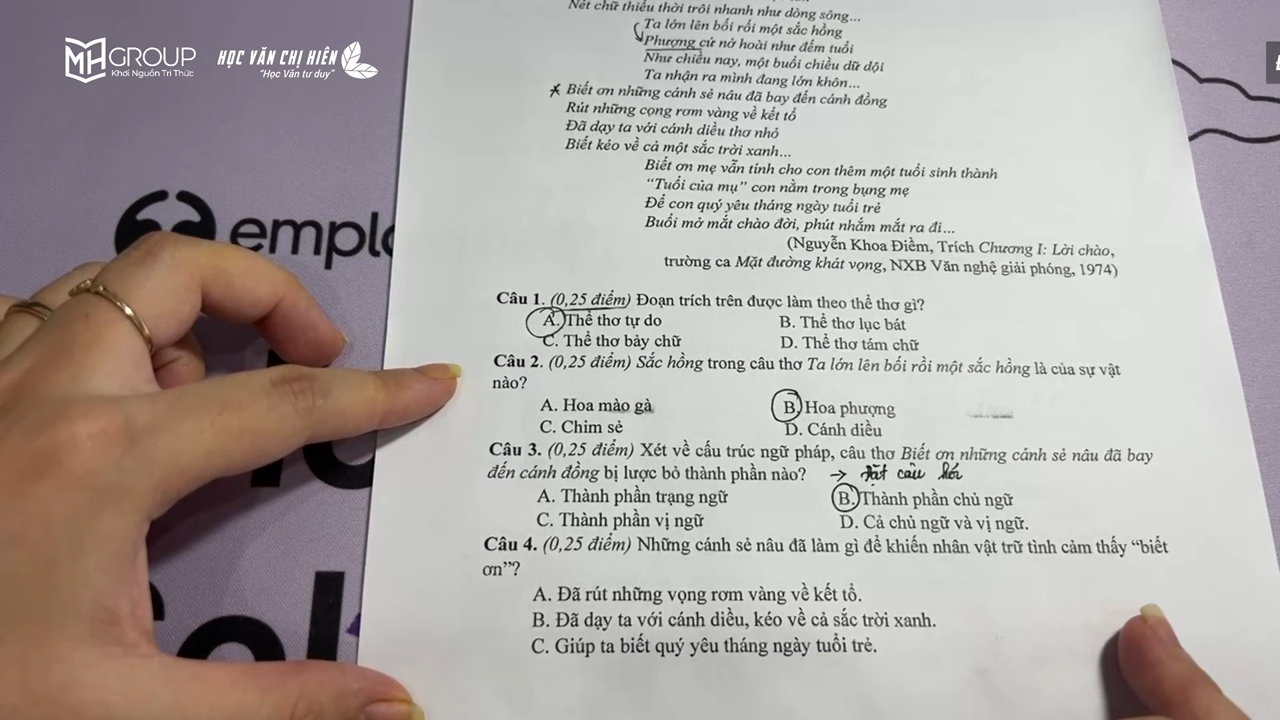 MH GROUP
Khơi Nguồn Tri Thức
HỌC VĂN CHỊ HIÊN
"Học Văn tư duy"
Nét chữ thiếu thời trôi nhanh như dòng sông...
Ta lớn lên bối rối một sắc hồng
Phượng cứ nở hoài như đếm tuổi
Như chiều nay, một buổi chiều dữ dội
Ta nhận ra mình đang lớn khôn...
Biết ơn những cánh sẻ nâu đã bay đến cánh đồng
Rút những cọng rơm vàng về kết tổ
Đã dạy ta với cánh diều thơ nhỏ
Biết kéo về cả một sắc trời xanh...
Biết ơn mẹ vẫn tính cho con thêm một tuổi sinh thành
"Tuổi của mụ" con nằm trong bụng mẹ
Để con quý yêu tháng ngày tuổi trẻ
Buổi mở mắt chào đời, phút nhắm mắt ra đi...
(Nguyễn Khoa Điềm, Trích Chương I: Lời chào,
trường ca Mặt đường khát vọng, NXB Văn nghệ giải phóng, 1974)
emplo
Câu 1. (0,25 điểm) Đoạn trích trên được làm theo thể thơ gì?
A. Thể thơ tự do B. Thể thơ lục bát
C. Thể thơ bảy chữ D. Thể thơ tám chữ
Câu 2. (0,25 điểm) Sắc hồng trong câu thơ Ta lớn lên bối rối một sắc hồng là của sự vật
nào?
A. Hoa mào gà B. Hoa phượng
C. Chim sẻ D. Cánh diều
Câu 3. (0,25 điểm) Xét về cấu trúc ngữ pháp, câu thơ Biết ơn những cánh sẻ nâu đã bay
đến cánh đồng bị lược bỏ thành phần nào? → đặt câu hỏi
A. Thành phần trạng ngữ B. Thành phần chủ ngữ
C. Thành phần vị ngữ D. Cả chủ ngữ và vị ngữ.
Câu 4. (0,25 điểm) Những cánh sẻ nâu đã làm gì để khiến nhân vật trữ tình cảm thấy "biết
ơn"?
A. Đã rút những vọng rơm vàng về kết tổ.
B. Đã dạy ta với cánh diều, kéo về cả sắc trời xanh.
C. Giúp ta biết quý yêu tháng ngày tuổi trẻ.